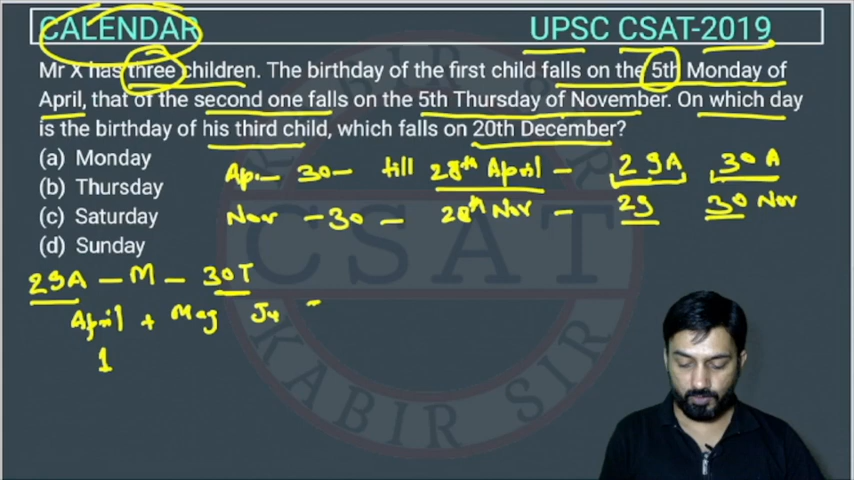 CALENDAR UPSC CSAT-2019
Mr X has three children. The birthday of the first child falls on the 5th Monday of
April, that of the second one falls on the 5th Thursday of November. On which day
is the birthday of his third child, which falls on 20th December?
(a) Monday
(b) Thursday
(c) Saturday
(d) Sunday
Ap. - 30 - till 28th April - 29A 30A
Nov - 30 - 28th Nov - 29 30 Nov
29A - M - 30T
April + May Ju
1
CSAT
KABIR SIR